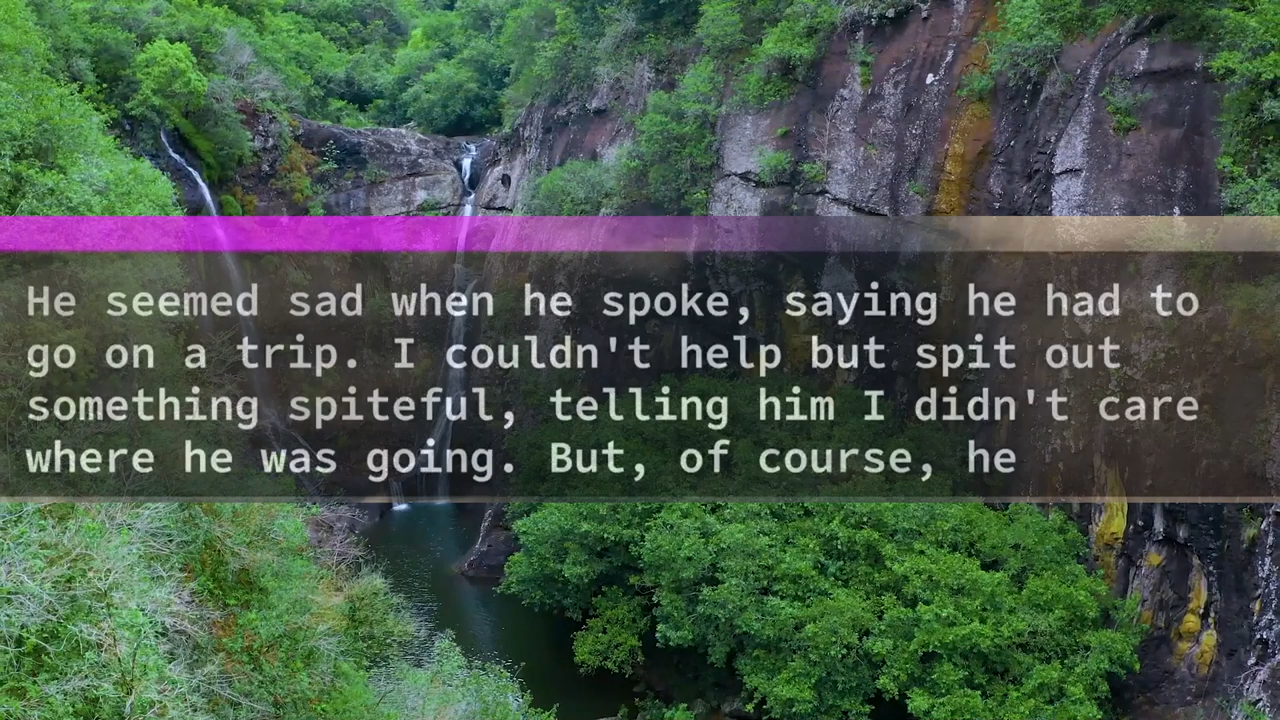 He seemed sad when he spoke, saying he had to
go on a trip. I couldn't help but spit out
something spiteful, telling him I didn't care
where he was going. But, of course, he